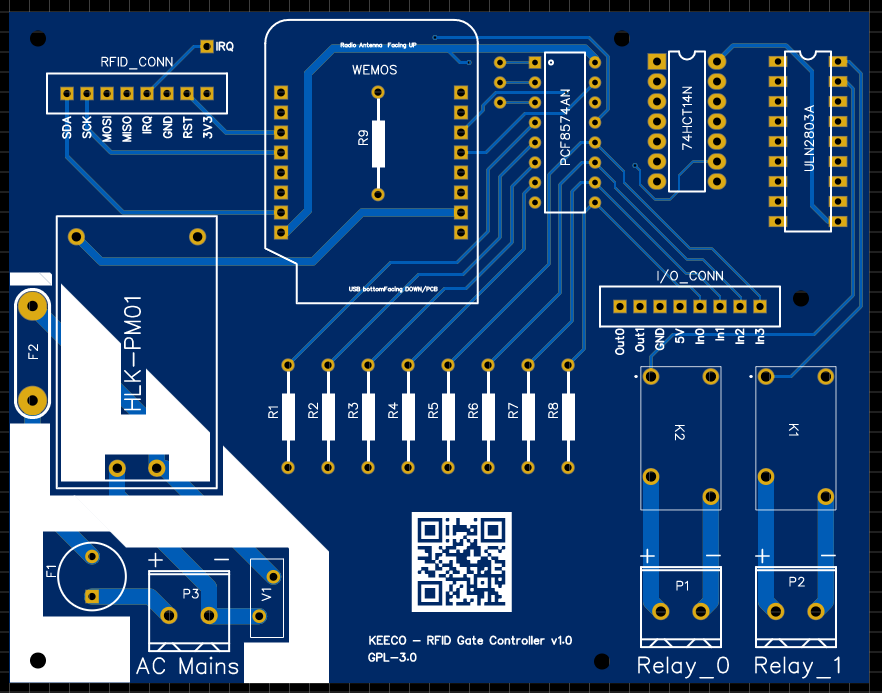 IRQ
RFID_CONN
SDA
SCK
MOSI
MISO
IRQ
GND
RST
3V3
Radio Antenna Facing UP
WEMOS
R9
USB bottomFacing DOWN/PCB
PCF8574AN
74HCT14N
ULN2803A
I/O_CONN
Out0
Out1
GND
5V
In0
In1
In2
In3
HLK-PM01
F2
R1
R2
R3
R4
R5
R6
R7
R8
K2
K1
F1
+
−
P3
V1
AC Mains
+
−
P1
Relay_0
+
−
P2
Relay_1
KEECO - RFID Gate Controller v1.0
GPL-3.0